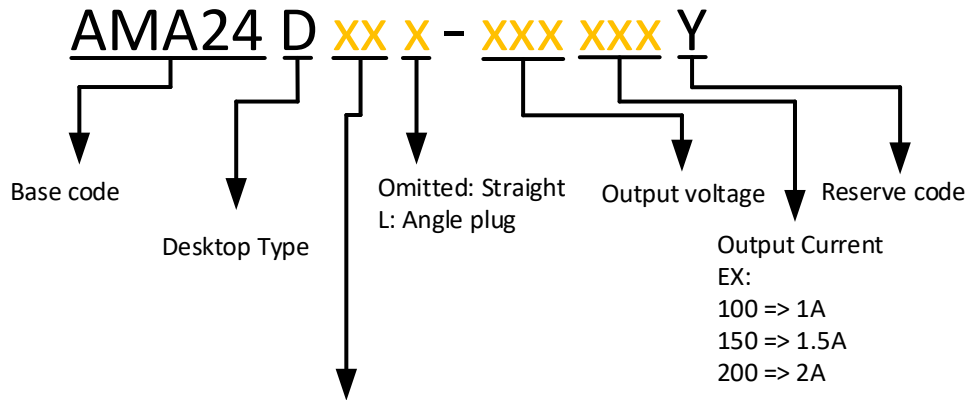 AMA24 D xx x - xxx xxx Y
Base code
Omitted: Straight
L: Angle plug
Output voltage
Reserve code
Desktop Type
Output Current
EX:
100 => 1A
150 => 1.5A
200 => 2A